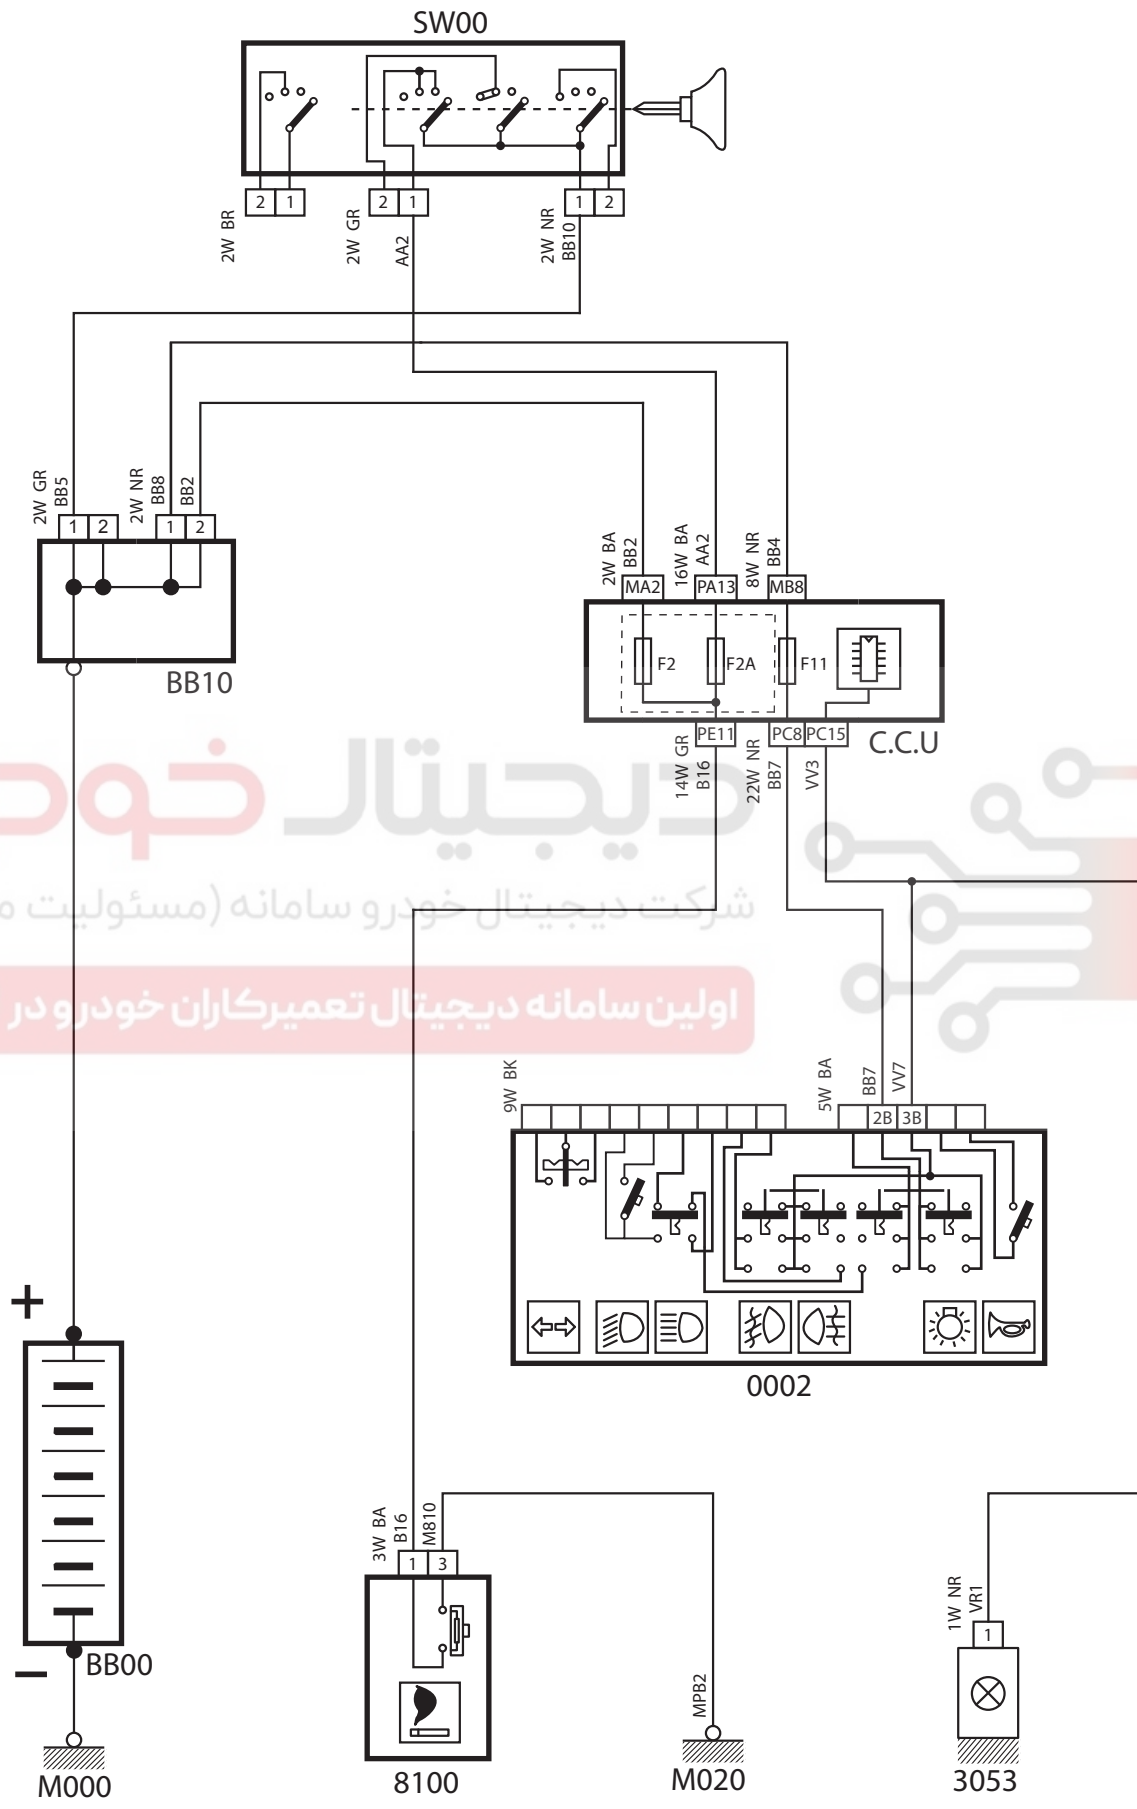 SW00
2 1 2 1 1 2
2W BR
2W GR
AA2
2W NR
BB10
2W GR
BB5
2W NR
BB8
BB2
1 2 1 2
BB10
2W BA
BB2
16W BA
AA2
8W NR
BB4
MA2 PA13 MB8
F2 F2A F11
PE11 PC8 PC15
C.C.U
14W GR
B16
22W NR
BB7
VV3
دیجیتال خود
شرکت دیجیتال خودرو سامانه (مسئولیت م
اولین سامانه دیجیتال تعمیرکاران خودرو در
9W BK
5W BA
BB7
VV7
2B 3B
0002
+
−
BB00
M000
3W BA
B16
M810
1 3
8100
MPB2
M020
1W NR
VR1
1
3053